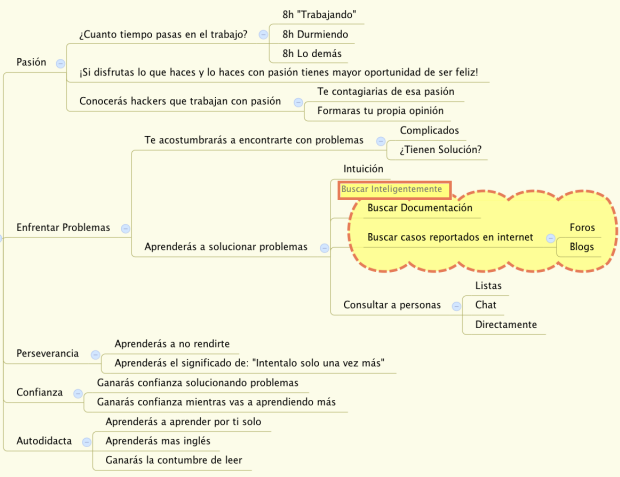 8h "Trabajando"
¿Cuanto tiempo pasas en el trabajo?
8h Durmiendo
8h Lo demás
Pasión
¡Si disfrutas lo que haces y lo haces con pasión tienes mayor oportunidad de ser feliz!
Conocerás hackers que trabajan con pasión
Te contagiarias de esa pasión
Formaras tu propia opinión
Te acostumbrarás a encontrarte con problemas
Complicados
¿Tienen Solución?
Enfrentar Problemas
Aprenderás a solucionar problemas
Intuición
Buscar Inteligentemente
Buscar Documentación
Buscar casos reportados en internet
Foros
Blogs
Consultar a personas
Listas
Chat
Directamente
Perseverancia
Aprenderás a no rendirte
Aprenderás el significado de: "Intentalo solo una vez más"
Confianza
Ganarás confianza solucionando problemas
Ganarás confianza mientras vas a aprendiendo más
Autodidacta
Aprenderás a aprender por ti solo
Aprenderás mas inglés
Ganarás la contumbre de leer